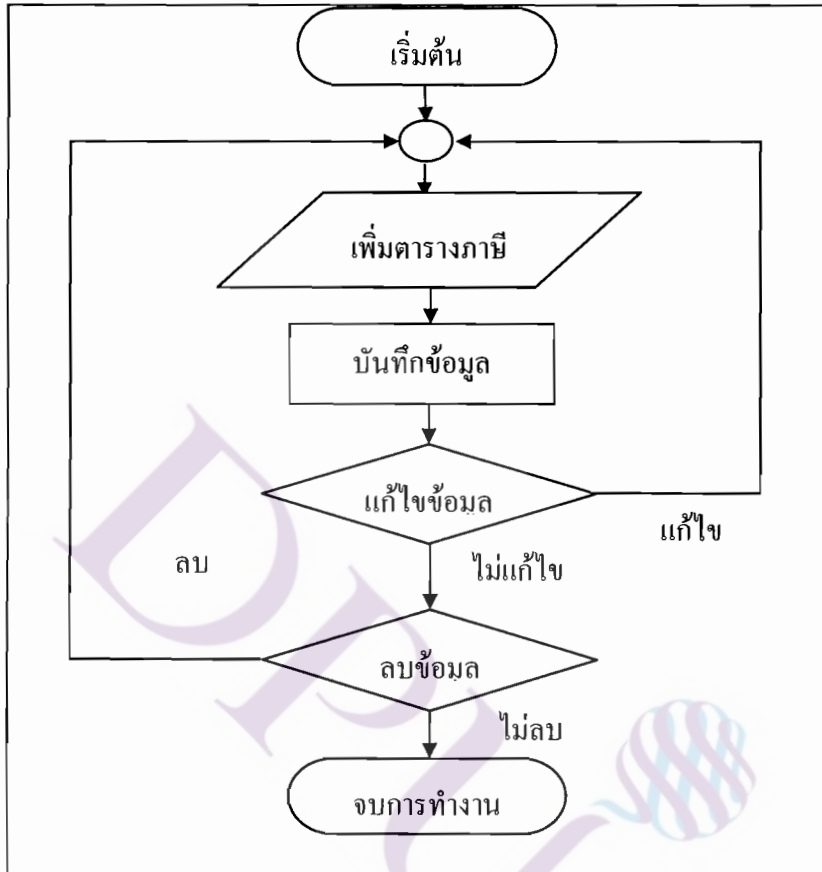 เริ่มต้น
เพิ่มตารางภาษี
บันทึกข้อมูล
แก้ไขข้อมูล
แก้ไข
ไม่แก้ไข
ลบ
ลบข้อมูล
ไม่ลบ
จบการทำงาน
DPU